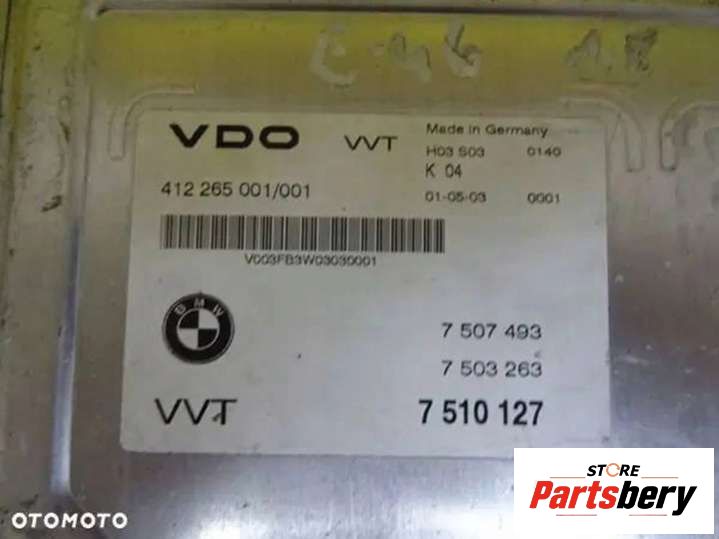 E-46 1.8
VDO VVT Made in Germany
H03 S03 0140
K 04
412 265 001/001 01-05-03 0001
V003FB3W03030001
BMW
7 507 493
7 503 263
VVT 7 510 127
STORE
Partsbery
OTOMOTO